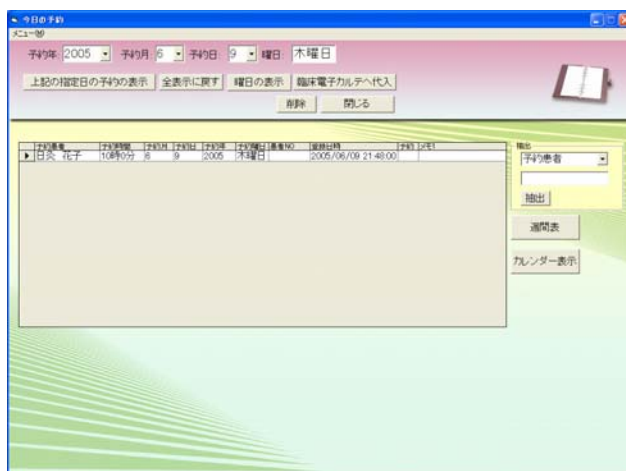 今日の予約
メニュー(M)
予約年: 2005 予約月: 6 予約日: 9 曜日: 木曜日
上記の指定日の予約の表示 全表示に戻す 曜日の表示 臨床電子カルテへ代入
削除 閉じる
予約患者 予約時間 予約月 予約日 予約年 予約曜日 患者NO 登録日時 予約 メモ1
日灸 花子 10時0分 6 9 2005 木曜日 2005/06/09 21:48:00
抽出
予約患者
抽出
週間表
カレンダー表示